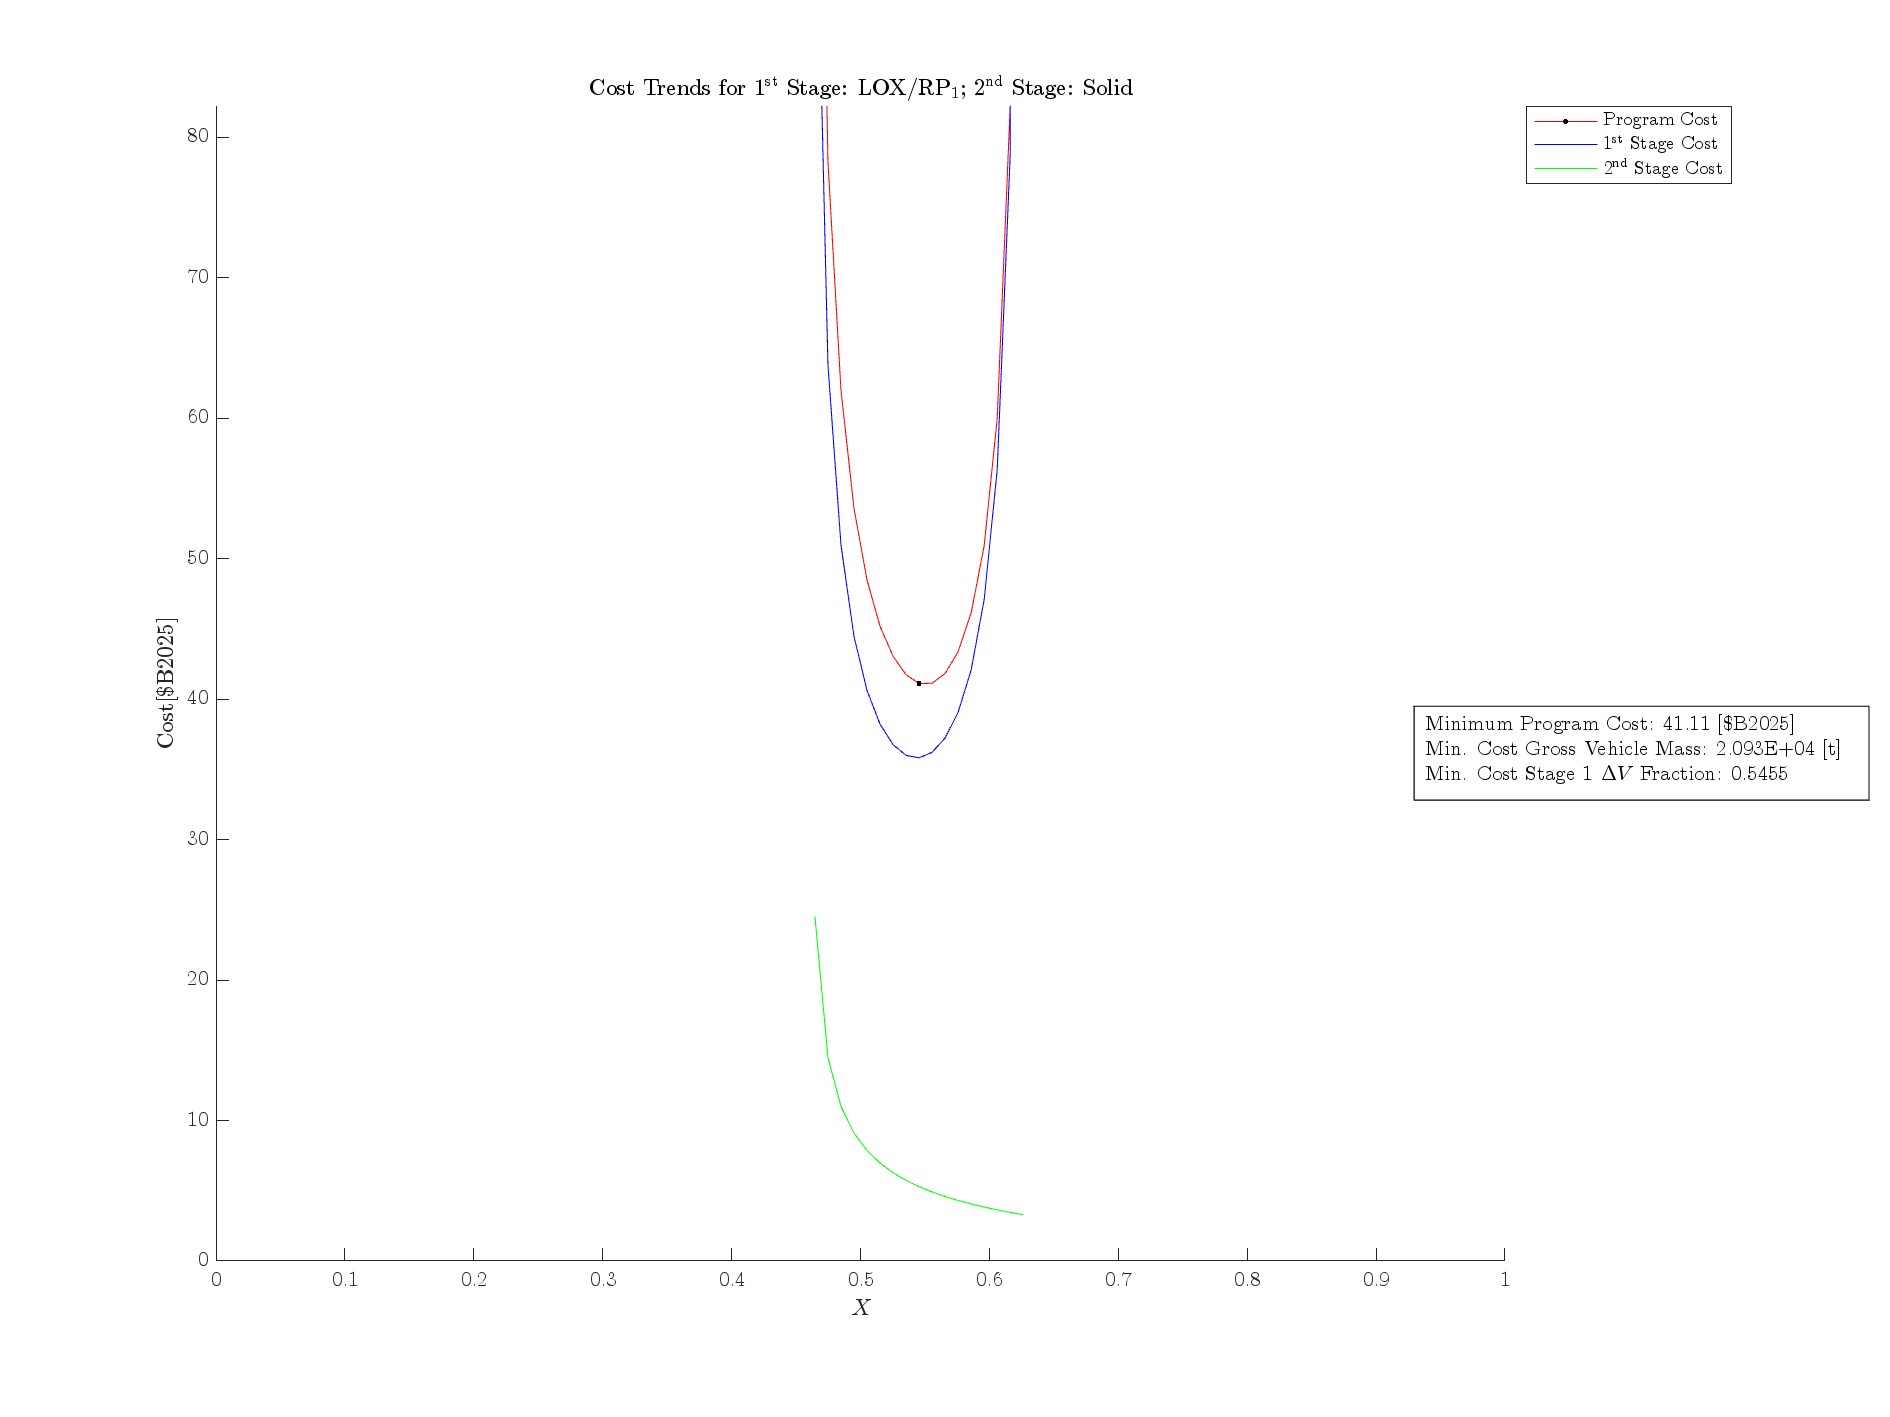 Cost Trends for 1st Stage: LOX/RP1; 2nd Stage: Solid
Program Cost
1st Stage Cost
2nd Stage Cost
80
70
60
50
40
30
20
10
0
Cost[$B2025]
Minimum Program Cost: 41.11 [$B2025]
Min. Cost Gross Vehicle Mass: 2.093E+04 [t]
Min. Cost Stage 1 ΔV Fraction: 0.5455
0 0.1 0.2 0.3 0.4 0.5 0.6 0.7 0.8 0.9 1
X